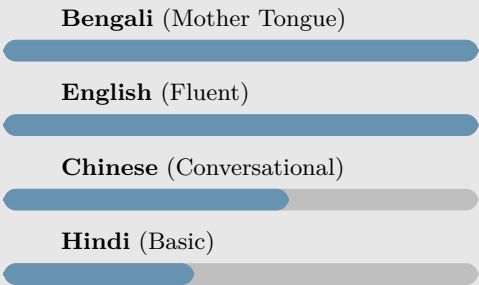 Bengali (Mother Tongue)
English (Fluent)
Chinese (Conversational)
Hindi (Basic)